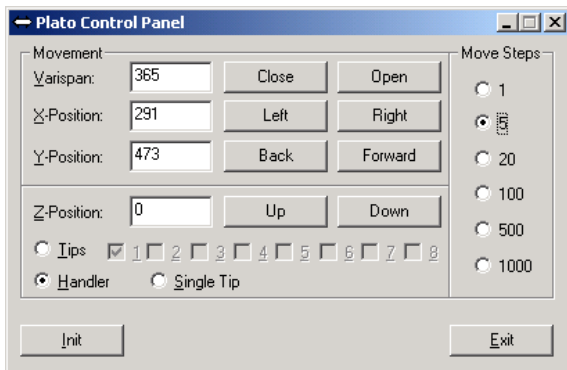 Plato Control Panel
Movement
Varispan: 365 Close Open
X-Position: 291 Left Right
Y-Position: 473 Back Forward
Z-Position: 0 Up Down
Tips 1 2 3 4 5 6 7 8
Handler Single Tip
Move Steps
1
5
20
100
500
1000
Init Exit